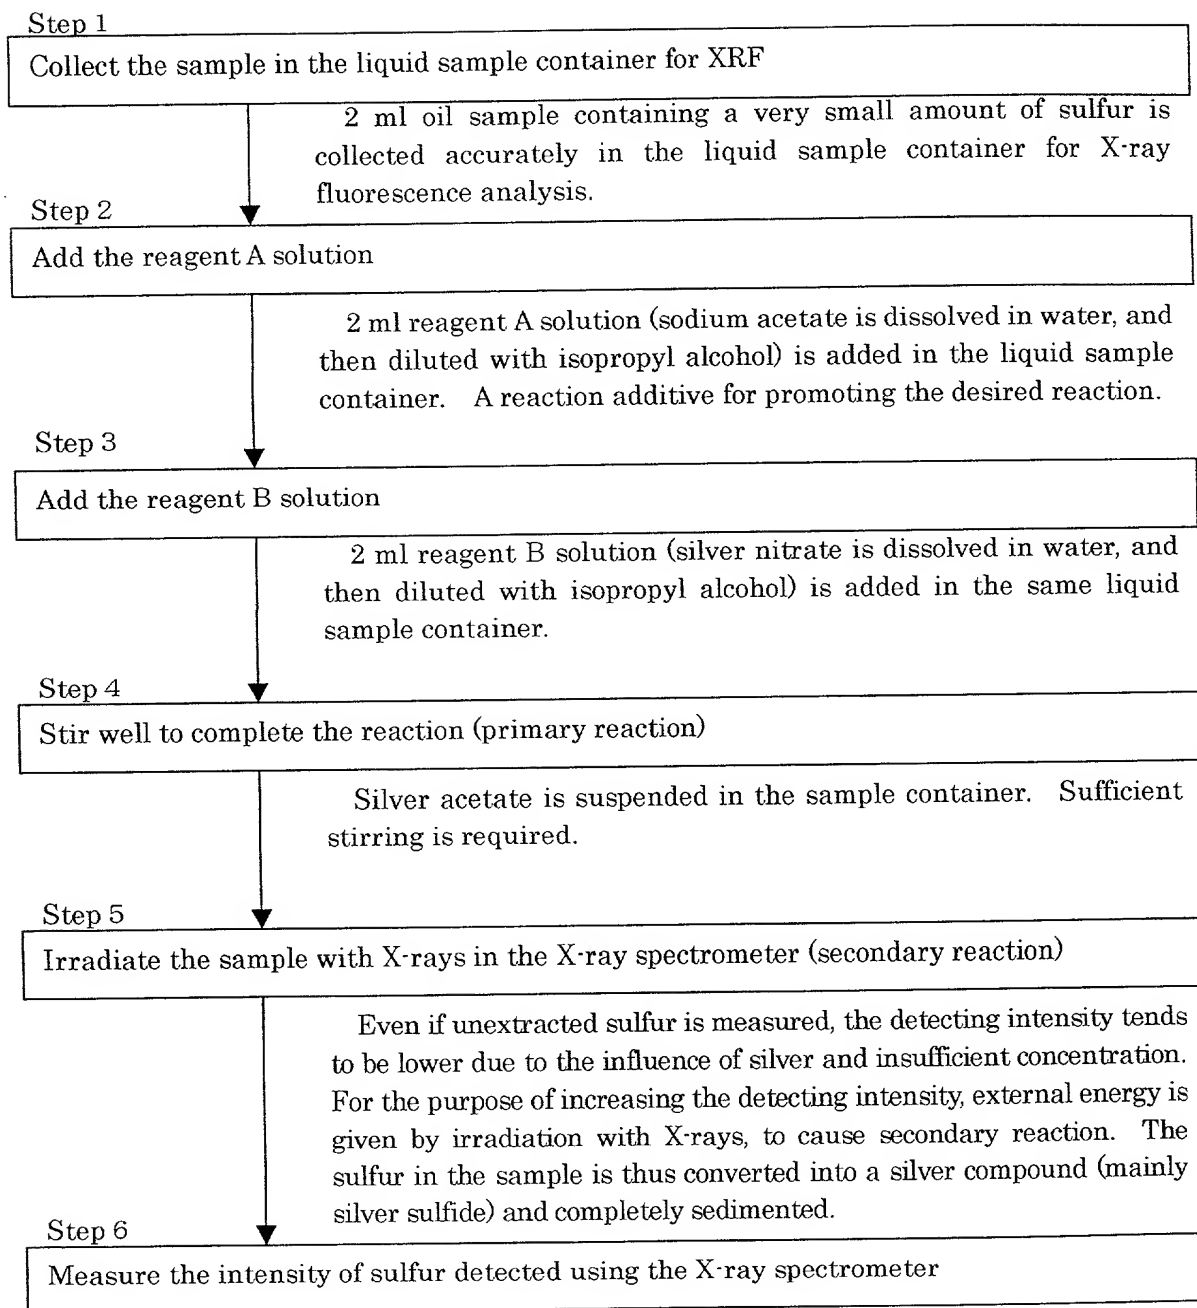 Step 1
Collect the sample in the liquid sample container for XRF
2 ml oil sample containing a very small amount of sulfur is
collected accurately in the liquid sample container for X-ray
fluorescence analysis.
Step 2
Add the reagent A solution
2 ml reagent A solution (sodium acetate is dissolved in water, and
then diluted with isopropyl alcohol) is added in the liquid sample
container. A reaction additive for promoting the desired reaction.
Step 3
Add the reagent B solution
2 ml reagent B solution (silver nitrate is dissolved in water, and
then diluted with isopropyl alcohol) is added in the same liquid
sample container.
Step 4
Stir well to complete the reaction (primary reaction)
Silver acetate is suspended in the sample container. Sufficient
stirring is required.
Step 5
Irradiate the sample with X-rays in the X-ray spectrometer (secondary reaction)
Even if unextracted sulfur is measured, the detecting intensity tends
to be lower due to the influence of silver and insufficient concentration.
For the purpose of increasing the detecting intensity, external energy is
given by irradiation with X-rays, to cause secondary reaction. The
sulfur in the sample is thus converted into a silver compound (mainly
silver sulfide) and completely sedimented.
Step 6
Measure the intensity of sulfur detected using the X-ray spectrometer